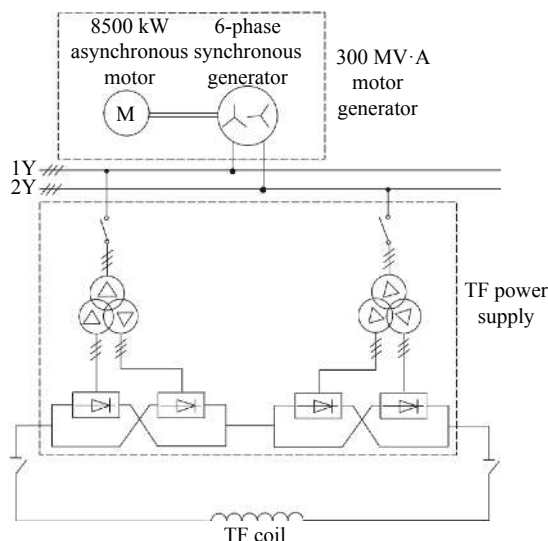 8500 kW
asynchronous
motor
6-phase
synchronous
generator
300 MV·A
motor
generator
M
1Y
2Y
TF power
supply
TF coil